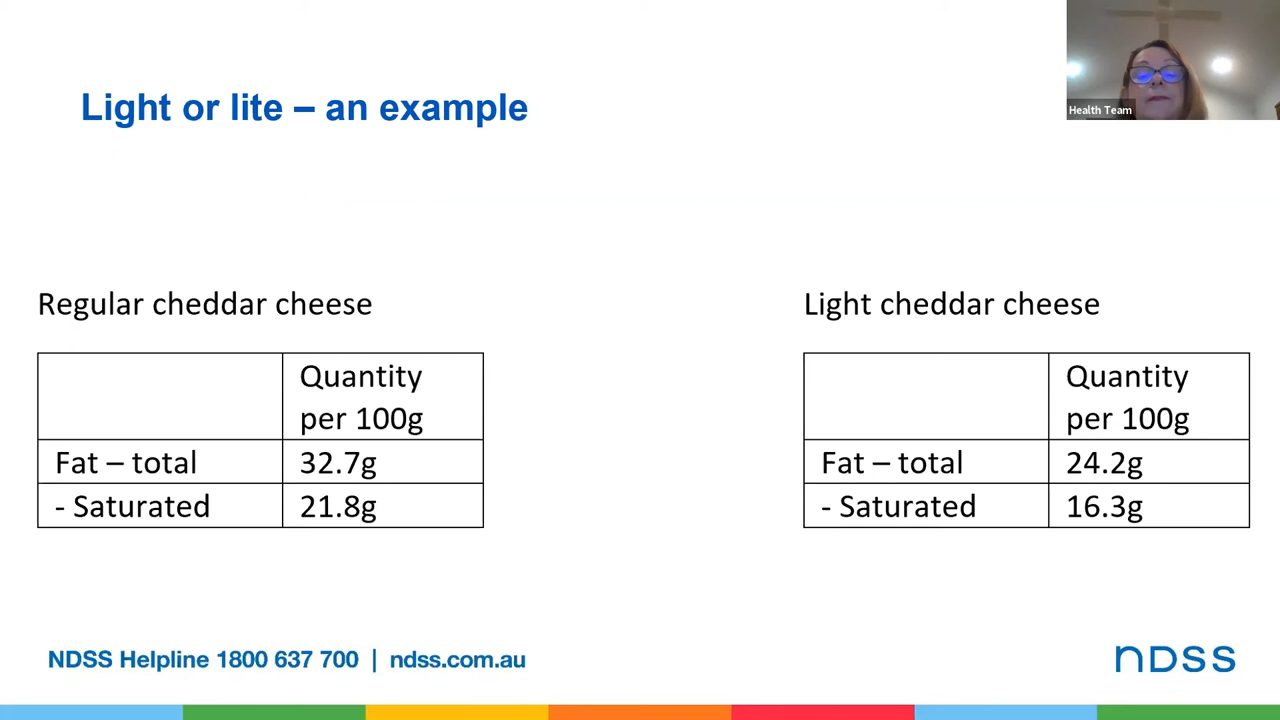 Light or lite – an example
Health Team
Regular cheddar cheese
Quantity
per 100g
Fat – total 32.7g
- Saturated 21.8g
Light cheddar cheese
Quantity
per 100g
Fat – total 24.2g
- Saturated 16.3g
NDSS Helpline 1800 637 700 | ndss.com.au
ndss